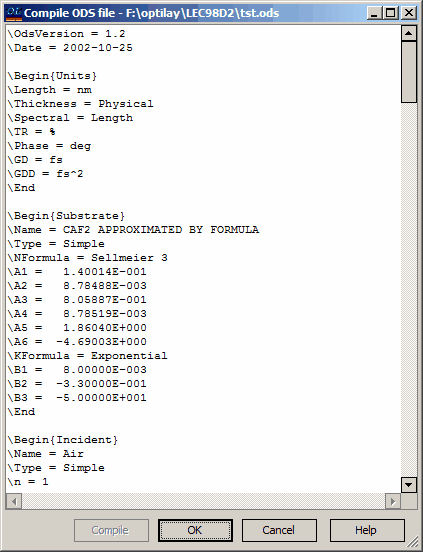 OL Compile ODS file - F:\optilay\LEC98D2\tst.ods
\OdsVersion = 1.2
\Date = 2002-10-25
\Begin{Units}
\Length = nm
\Thickness = Physical
\Spectral = Length
\TR = %
\Phase = deg
\GD = fs
\GDD = fs^2
\End
\Begin{Substrate}
\Name = CAF2 APPROXIMATED BY FORMULA
\Type = Simple
\NFormula = Sellmeier 3
\A1 =   1.40014E-001
\A2 =   8.78488E-003
\A3 =   8.05887E-001
\A4 =   8.78519E-003
\A5 =   1.86040E+000
\A6 =  -4.69003E+000
\KFormula = Exponential
\B1 =   8.00000E-003
\B2 =  -3.30000E-001
\B3 =  -5.00000E+001
\End
\Begin{Incident}
\Name = Air
\Type = Simple
\n = 1
Compile OK Cancel Help